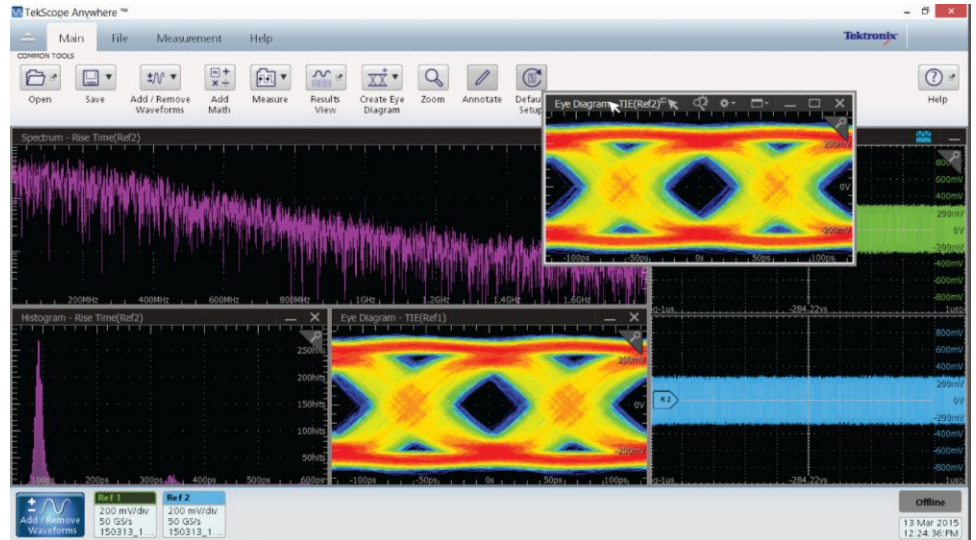 TekScope Anywhere ™
Main File Measurement Help
Tektronix
COMMON TOOLS
Open Save Add / Remove Waveforms Add Math Measure Results View Create Eye Diagram Zoom Annotate Default Setup Help
Eye Diagram - TIE(Ref2)
200mV
0V
-200mV
-100ps -50ps 0s 50ps 100ps
Spectrum - Rise Time(Ref2)
200MHz 400MHz 600MHz 800MHz 1GHz 1.2GHz 1.4GHz 1.6GHz
600mV
400mV
200mV
0V
-200mV
-400mV
-600mV
-800mV
-284.22vs
Histogram - Rise Time(Ref2)
250hits
200hits
150hits
100hits
50hits
100ps 200ps 300ps 400ps 500ps 600ps
Eye Diagram - TIE(Ref1)
200mV
0V
-200mV
-100ps -50ps 0s 50ps 100ps
800mV
600mV
400mV
200mV
0V
-200mV
-400mV
-600mV
-800mV
R 2
-284.22vs
Add / Remove
Waveforms
Ref 1
200 mV/div
50 GS/s
150313_1...
Ref 2
200 mV/div
50 GS/s
150313_1...
Offline
13 Mar 2015
12:24:36 PM